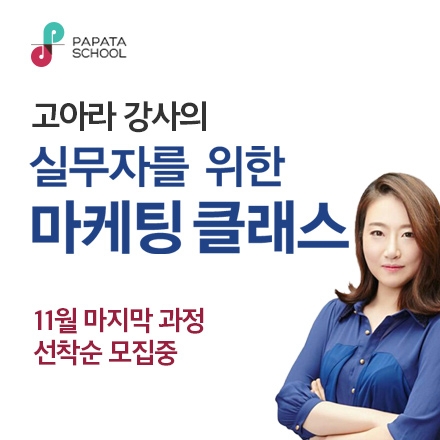 PAPATA
SCHOOL
고아라 강사의
실무자를 위한
마케팅 클래스
11월 마지막 과정
선착순 모집중